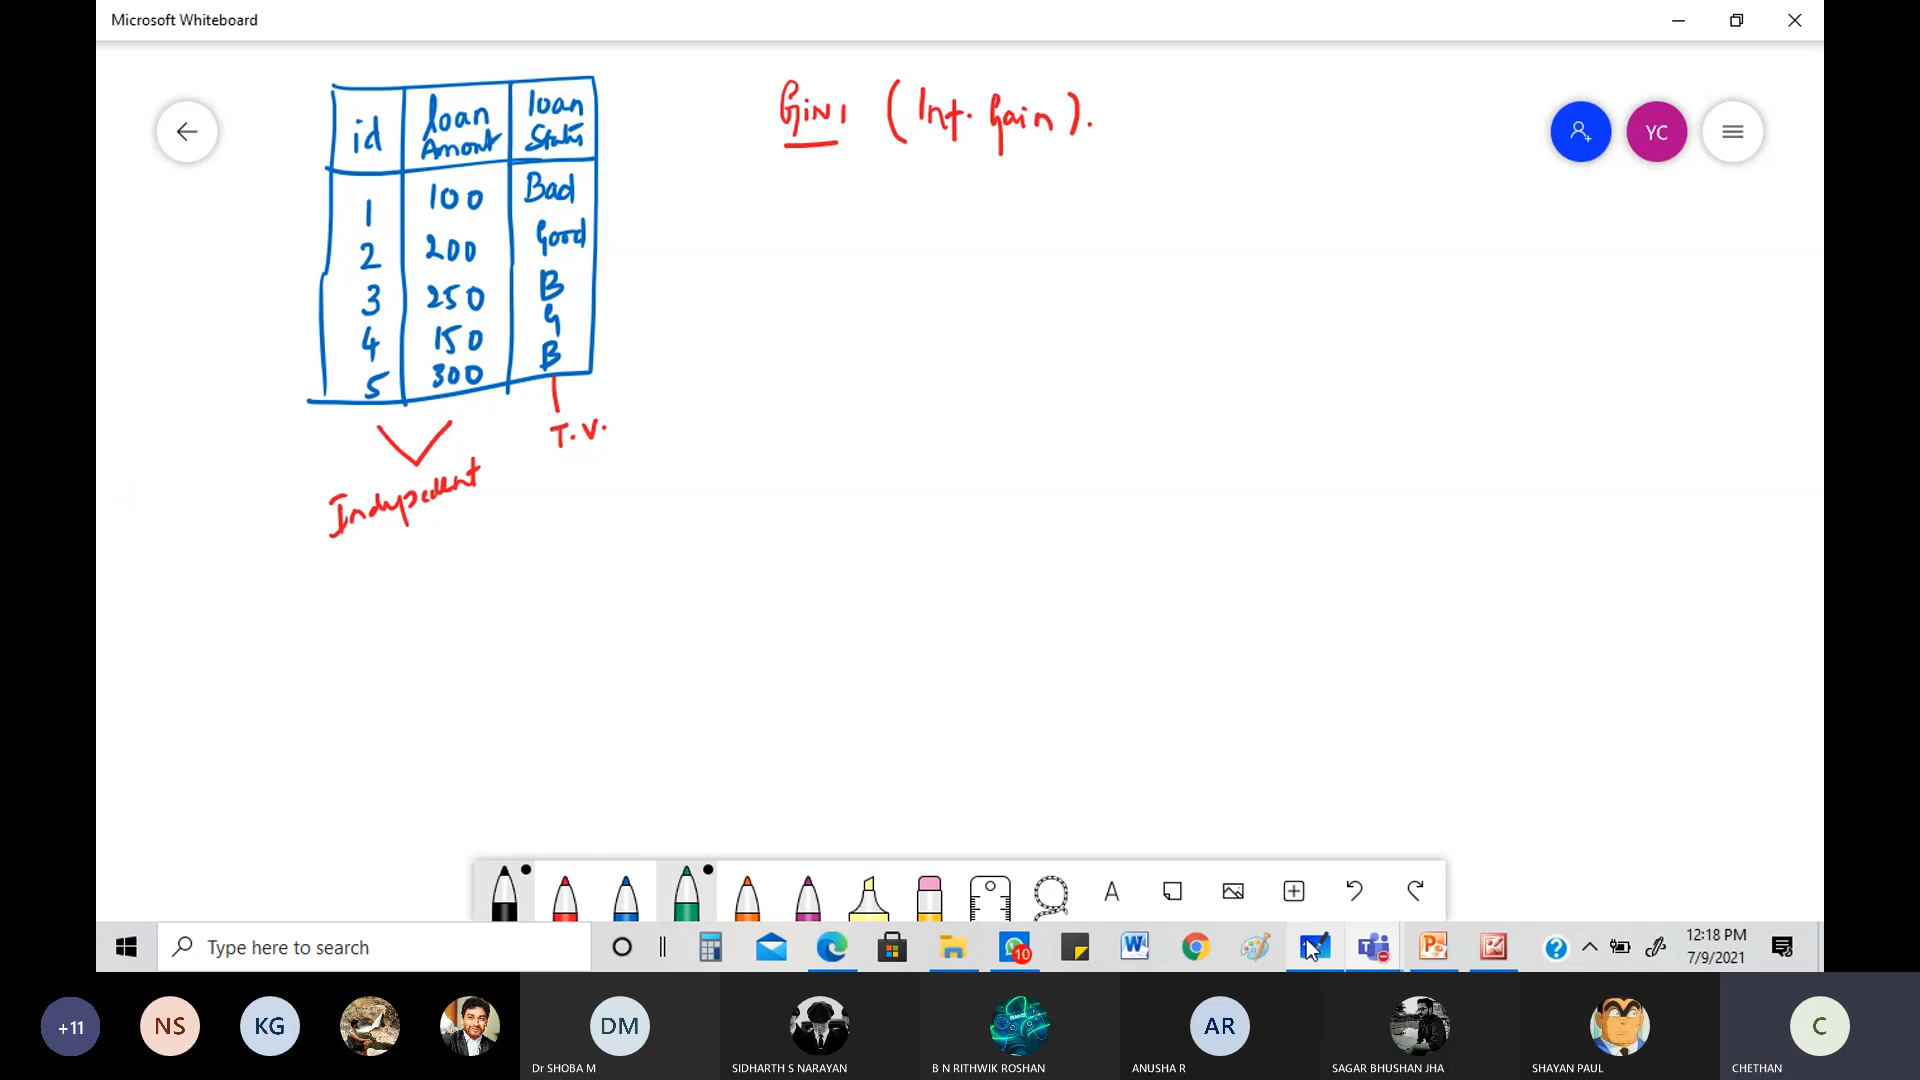 Microsoft Whiteboard
id loan Amont loan Status
1 100 Bad
2 200 Good
3 250 B
4 150 G
5 300 B
T.V.
Indepedent
Gini (Inf. Gain).
YC
A
Type here to search
10
12:18 PM
7/9/2021
+11
NS
KG
DM
AR
C
Dr SHOBA M
SIDHARTH S NARAYAN
B N RITHWIK ROSHAN
ANUSHA R
SAGAR BHUSHAN JHA
SHAYAN PAUL
CHETHAN